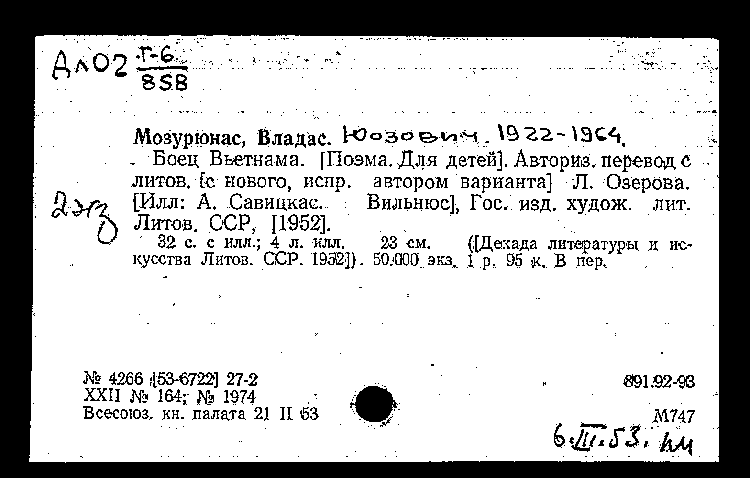 Дл02 Г-6
858
Мозурюнас, Владас. Юозович. 1922-1964.
Боец Вьетнама. [Поэма. Для детей]. Авториз. перевод с
литов. [с нового, испр. автором варианта] Л. Озерова.
[Илл: А. Савицкас. Вильнюс], Гос. изд. худож. лит.
Литов. ССР, [1952].
2 экз
32 с. с илл.; 4 л. илл. 23 см. ([Декада литературы и ис-
кусства Литов. ССР. 1952]). 50.000 экз. 1 р. 95 к. В пер.
№ 4266 [53-6722] 27-2
891.92-93
XXII № 164; № 1974
Всесоюз. кн. палата 21 II 53
М747
6.III.53.